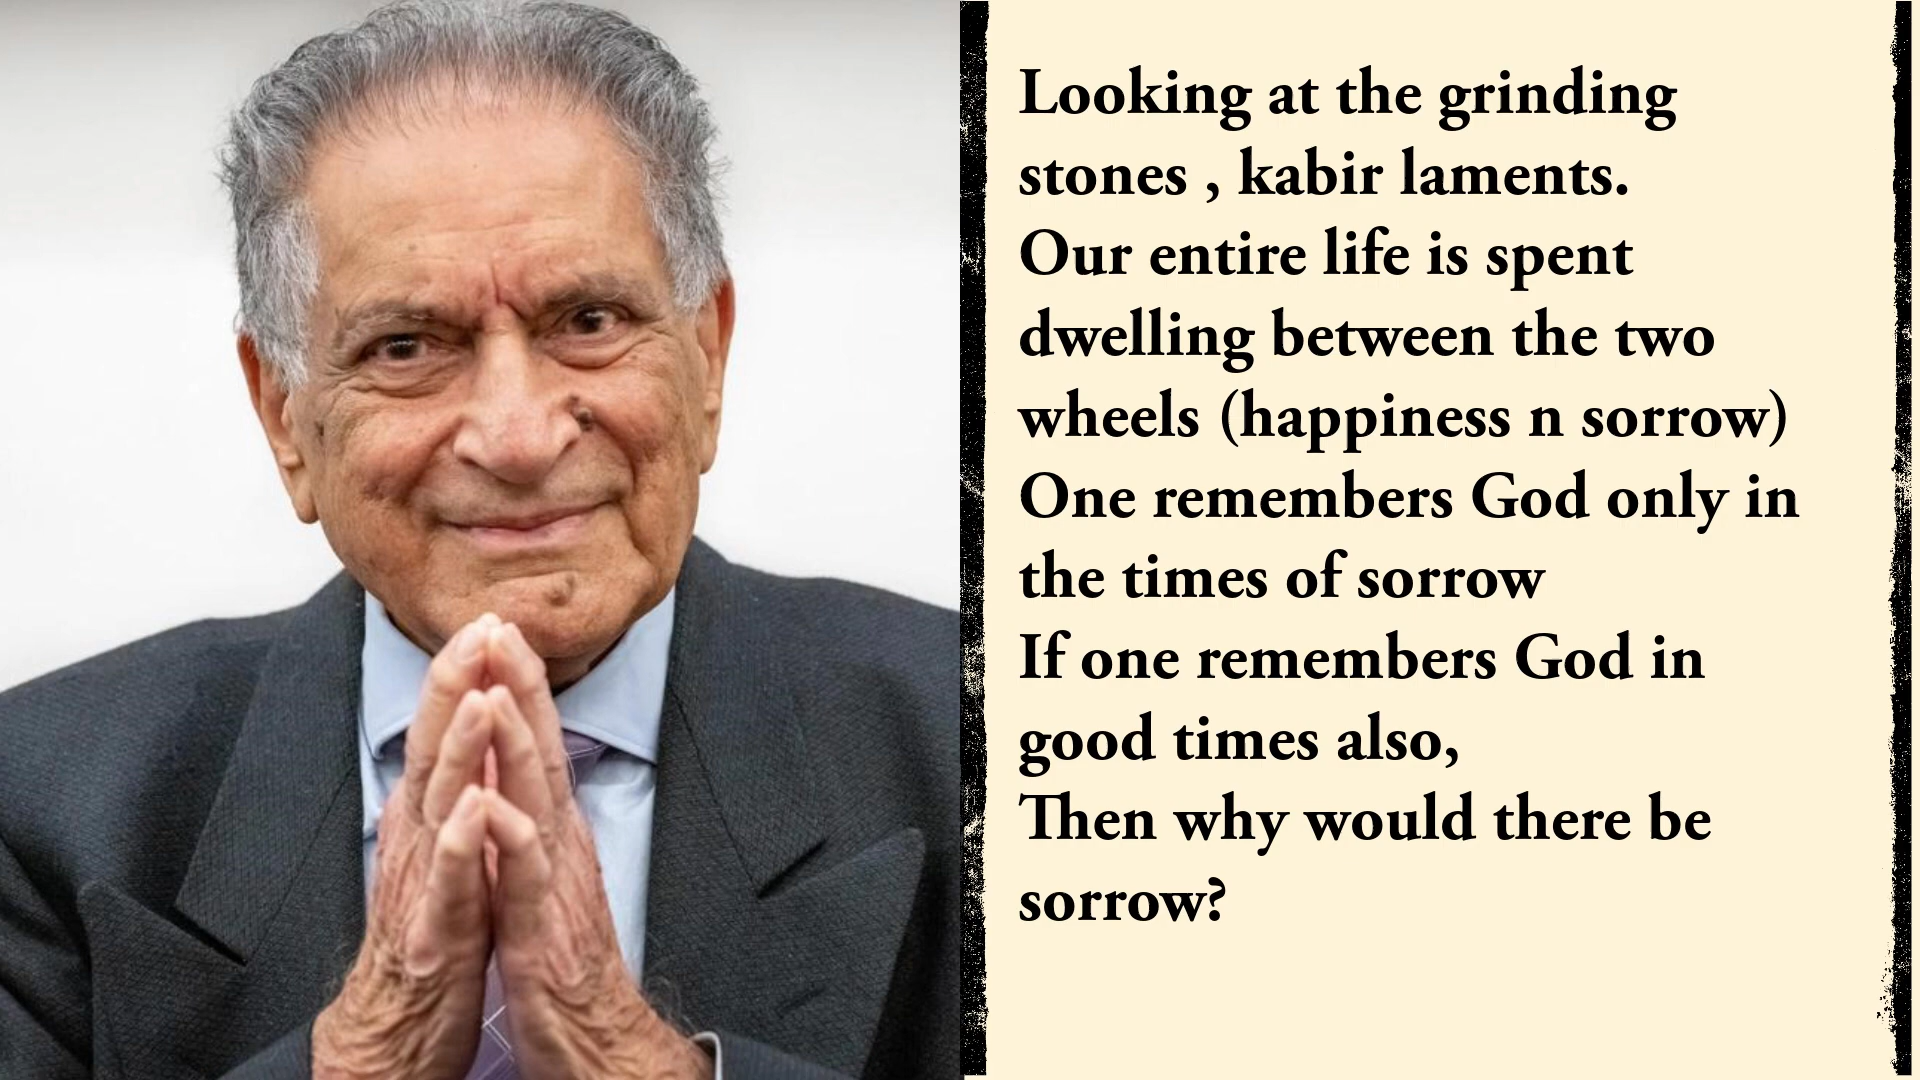 Looking at the grinding
stones , kabir laments.
Our entire life is spent
dwelling between the two
wheels (happiness n sorrow)
One remembers God only in
the times of sorrow
If one remembers God in
good times also,
Then why would there be
sorrow?